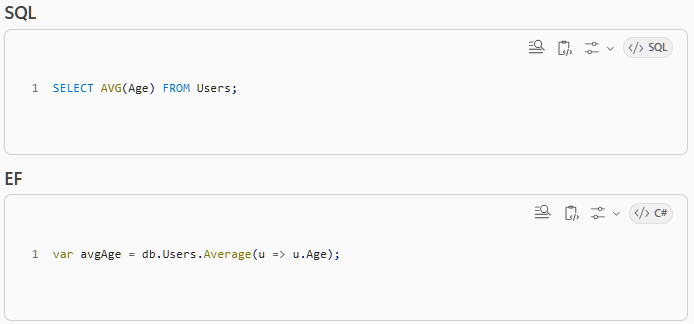 SQL
</> SQL
1 SELECT AVG(Age) FROM Users;
EF
</> C#
1 var avgAge = db.Users.Average(u => u.Age);